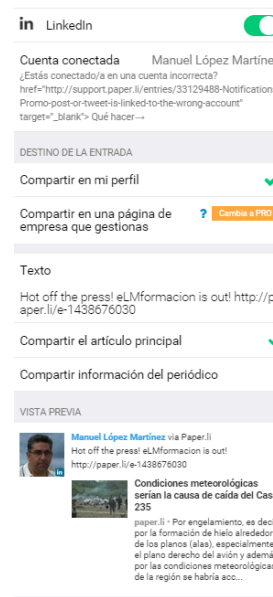 in LinkedIn
Cuenta conectada Manuel López Martíne
¿Estás conectado/a en una cuenta incorrecta?
href="http://support.paper.li/entries/33129488-Notification
Promo-post-or-tweet-is-linked-to-the-wrong-account"
target="_blank"> Qué hacer→
DESTINO DE LA ENTRADA
Compartir en mi perfil
Compartir en una página de ? Cambia a PRO
empresa que gestionas
Texto
Hot off the press! eLMformacion is out! http://p
aper.li/e-1438676030
Compartir el artículo principal
Compartir información del periódico
VISTA PREVIA
Manuel López Martínez via Paper.li
Hot off the press! eLMformacion is out!
http://paper.li/e-1438676030
in
Condiciones meteorológicas
serían la causa de caída del Cas
235
paper.li · Por engelamiento, es deci
por la formación de hielo alrededor
de los planos (alas), especialmente
el plano derecho del avión y ademá
por las condiciones meteorológicas
de la región se habría acc...